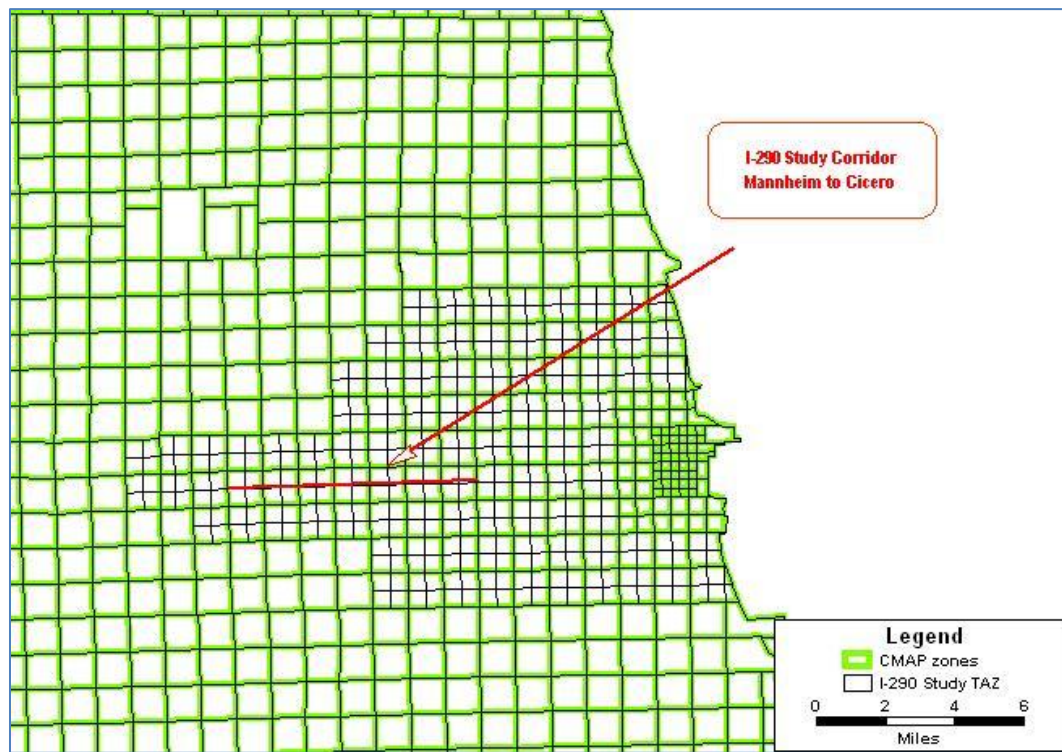 I-290 Study Corridor
Mannheim to Cicero
Legend
CMAP zones
I-290 Study TAZ
0 2 4 6
Miles